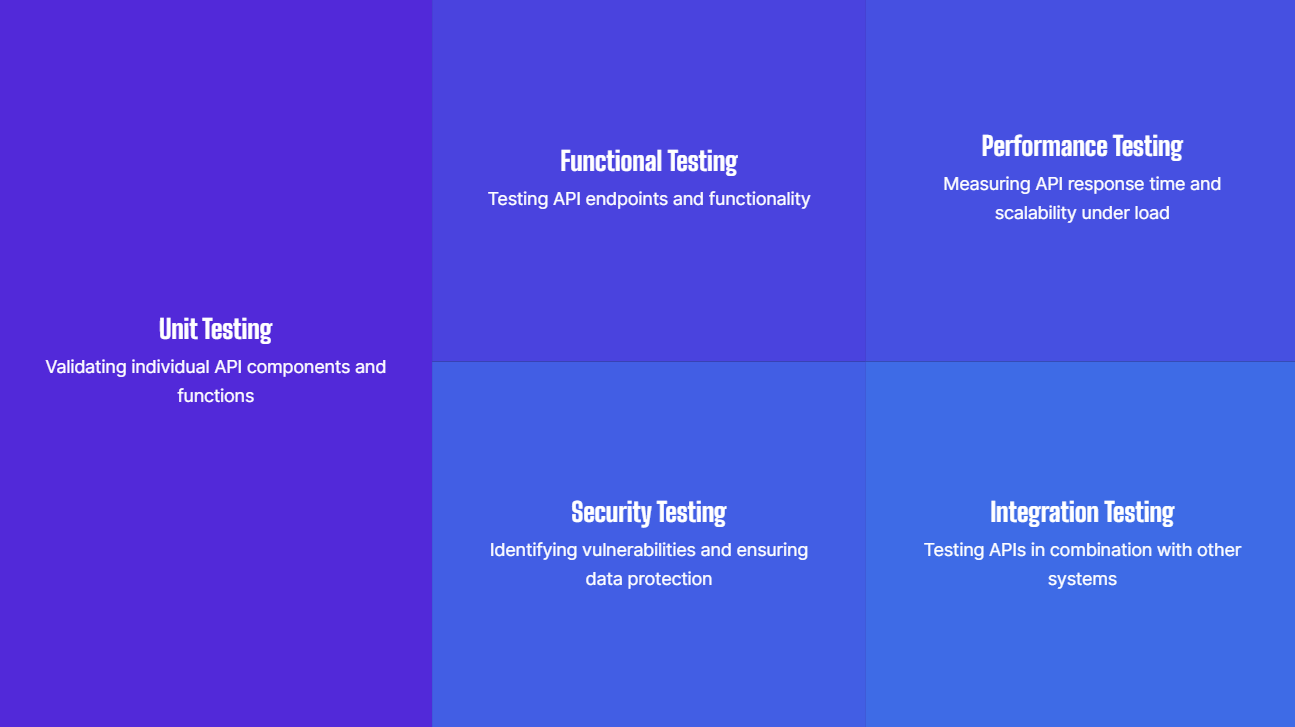 Unit Testing
Validating individual API components and
functions
Functional Testing
Testing API endpoints and functionality
Performance Testing
Measuring API response time and
scalability under load
Security Testing
Identifying vulnerabilities and ensuring
data protection
Integration Testing
Testing APIs in combination with other
systems